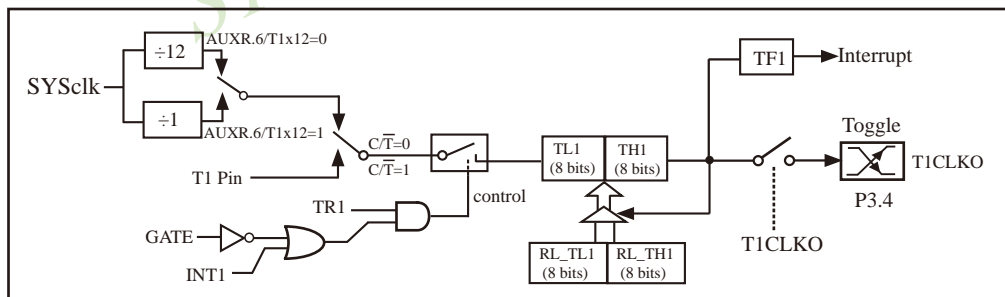 ÷12
AUXR.6/T1x12=0
SYSclk
÷1
AUXR.6/T1x12=1
C/T̅=0
C/T̅=1
T1 Pin
control
TR1
GATE
INT1
TL1
(8 bits)
TH1
(8 bits)
RL_TL1
(8 bits)
RL_TH1
(8 bits)
TF1
Interrupt
Toggle
T1CLKO
P3.4
T1CLKO